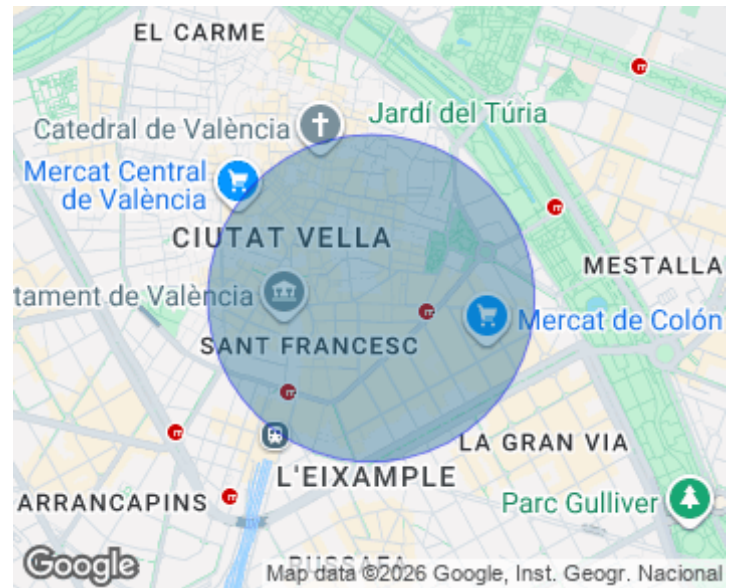 EL CARME
Jardí del Túria
Catedral de València
Mercat Central
de València
CIUTAT VELLA
MESTALLA
tament de València
Mercat de Colón
SANT FRANCESC
LA GRAN VIA
L'EIXAMPLE
ARRANCAPINS
Parc Gulliver
RUSSAFA
Google
Map data ©2026 Google, Inst. Geogr. Nacional